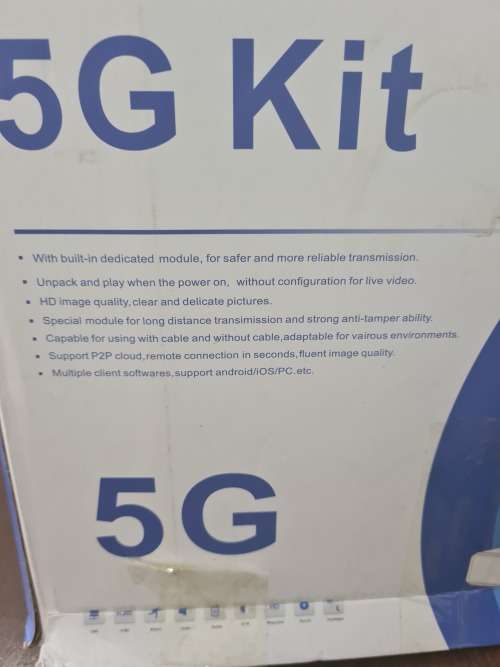 5G Kit
• With built-in dedicated module, for safer and more reliable transmission.
• Unpack and play when the power on, without configuration for live video.
• HD image quality,clear and delicate pictures.
• Special module for long distance transimission and strong anti-tamper ability.
• Capable for using with cable and without cable,adaptable for vairous environments.
• Support P2P cloud,remote connection in seconds,fluent image quality.
• Multiple client softwares,support android/iOS/PC.etc.
5G